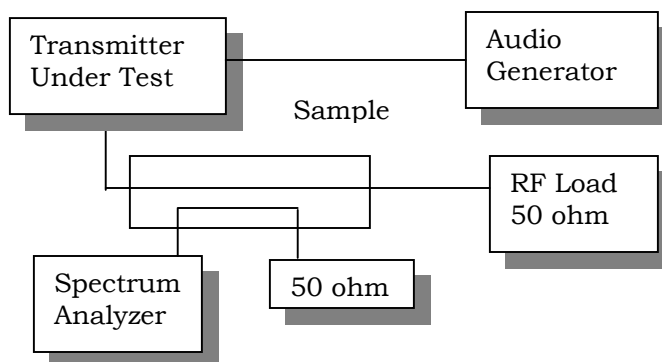 Transmitter
Under Test
Audio
Generator
Sample
RF Load
50 ohm
Spectrum
Analyzer
50 ohm